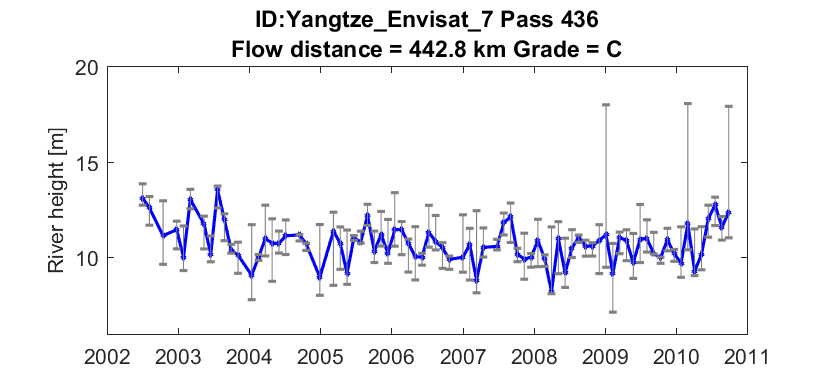 ID:Yangtze_Envisat_7 Pass 436
Flow distance = 442.8 km Grade = C
20
15
10
River height [m]
2002 2003 2004 2005 2006 2007 2008 2009 2010 2011